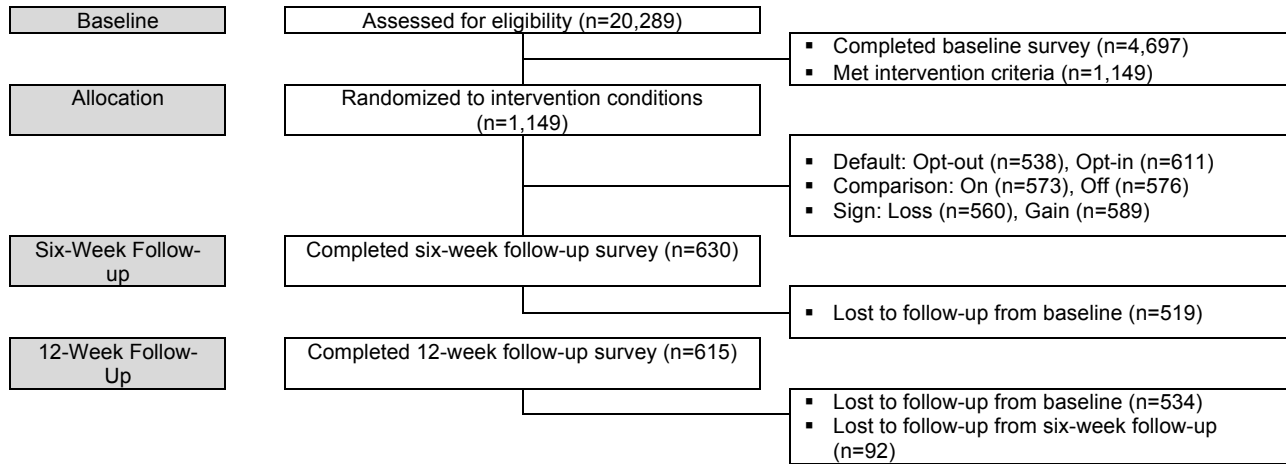 Baseline
Assessed for eligibility (n=20,289)
▪ Completed baseline survey (n=4,697)
▪ Met intervention criteria (n=1,149)
Allocation
Randomized to intervention conditions
(n=1,149)
▪ Default: Opt-out (n=538), Opt-in (n=611)
▪ Comparison: On (n=573), Off (n=576)
▪ Sign: Loss (n=560), Gain (n=589)
Six-Week Follow-
up
Completed six-week follow-up survey (n=630)
▪ Lost to follow-up from baseline (n=519)
12-Week Follow-
Up
Completed 12-week follow-up survey (n=615)
▪ Lost to follow-up from baseline (n=534)
▪ Lost to follow-up from six-week follow-up
(n=92)